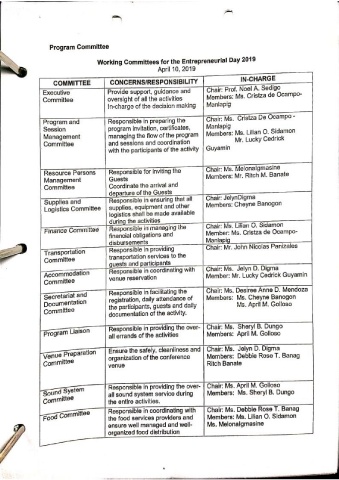 Program Committee
Working Committees for the Entrepreneurial Day 2019
April 10, 2019
COMMITTEE CONCERNS/RESPONSIBILITY IN-CHARGE
Executive Committee
Provide support, guidance and
oversight of all the activities
In-charge of the decision making
Chair: Prof. Noel A. Sedigo
Members: Ms. Cristza de Ocampo-
Manlapig
Program and
Session
Management
Committee
Responsible in preparing the
program invitation, certificates,
managing the flow of the program
and sessions and coordination
with the participants of the activity
Chair: Ms. Cristza De Ocampo -
Manlapig
Members: Ms. Lilian O. Sidamon
Mr. Lucky Cedrick
Guyamin
Resource Persons
Management
Committee
Responsible for inviting the
Guests
Coordinate the arrival and
departure of the Guests
Chair: Ms. Melonalgmasine
Members: Mr. Ritch M. Banate
Supplies and
Logistics Committee
Responsible in ensuring that all
supplies, equipment and other
logistics shall be made available
during the activities
Chair: JelynDigma
Members: Cheyne Banogon
Finance Committee
Responsible in managing the
financial obligations and
disbursements
Chair: Ms. Lilian O. Sidamon
Member: Ms. Cristza de Ocampo-
Manlapig
Transportation
Committee
Responsible in providing
transportation services to the
guests and participants
Chair: Mr. John Nicolas Panizales
Accommodation
Committee
Responsible in coordinating with
venue reservation
Chair: Ms. Jelyn D. Digma
Member: Mr. Lucky Cedrick Guyamin
Secretariat and
Documentation
Committee
Responsible in facilitating the
registration, daily attendance of
the participants, guests and daily
documentation of the activity.
Chair: Ms. Desiree Anne D. Mendoza
Members: Ms. Cheyne Banogon
Ms. April M. Golloso
Program Liaison
Responsible in providing the over-
all errands of the activities
Chair: Ms. Sheryl B. Dungo
Members: April M. Golloso
Venue Preparation
Committee
Ensure the safety, cleanliness and
organization of the conference
venue
Chair: Ms. Jelyn D. Digma
Members: Debbie Rose T. Banag
Ritch Banate
Sound System
Committee
Responsible in providing the over-
all sound system service during
the entire activities.
Chair: Ms. April M. Golloso
Members: Ms. Sheryl B. Dungo
Food Committee
Responsible in coordinating with
the food services providers and
ensure well managed and well-
organized food distribution
Chair: Ms. Debbie Rose T. Banag
Members: Ms. Lilian O. Sidamon
Ms. Melonalgmasine